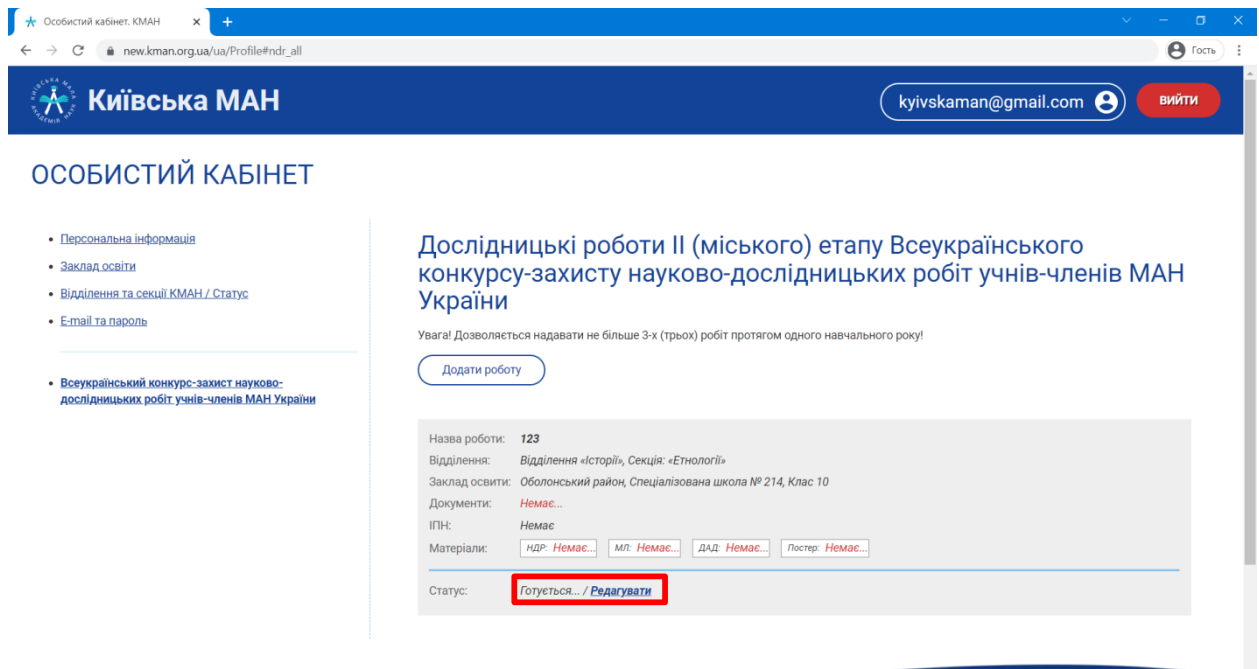 Особистий кабінет. КМАН
new.kman.org.ua/ua/Profile#ndr_all
Гость
КИЇВСЬКА МАЛА АКАДЕМІЯ НАУК
Київська МАН
kyivskaman@gmail.com
ВИЙТИ
ОСОБИСТИЙ КАБІНЕТ
Персональна інформація
Заклад освіти
Відділення та секції КМАН / Статус
E-mail та пароль
Всеукраїнський конкурс-захист науково-
дослідницьких робіт учнів-членів МАН України
Дослідницькі роботи II (міського) етапу Всеукраїнського
конкурсу-захисту науково-дослідницьких робіт учнів-членів МАН
України
Увага! Дозволяється надавати не більше 3-х (трьох) робіт протягом одного навчального року!
Додати роботу
Назва роботи: 123
Відділення: Відділення «Історії», Секція: «Етнології»
Заклад освити: Оболонський район, Спеціалізована школа № 214, Клас 10
Документи: Немає...
ІПН: Немає
Матеріали: НДР: Немає... МЛ: Немає... ДАД: Немає... Постер: Немає...
Статус: Готується... / Редагувати